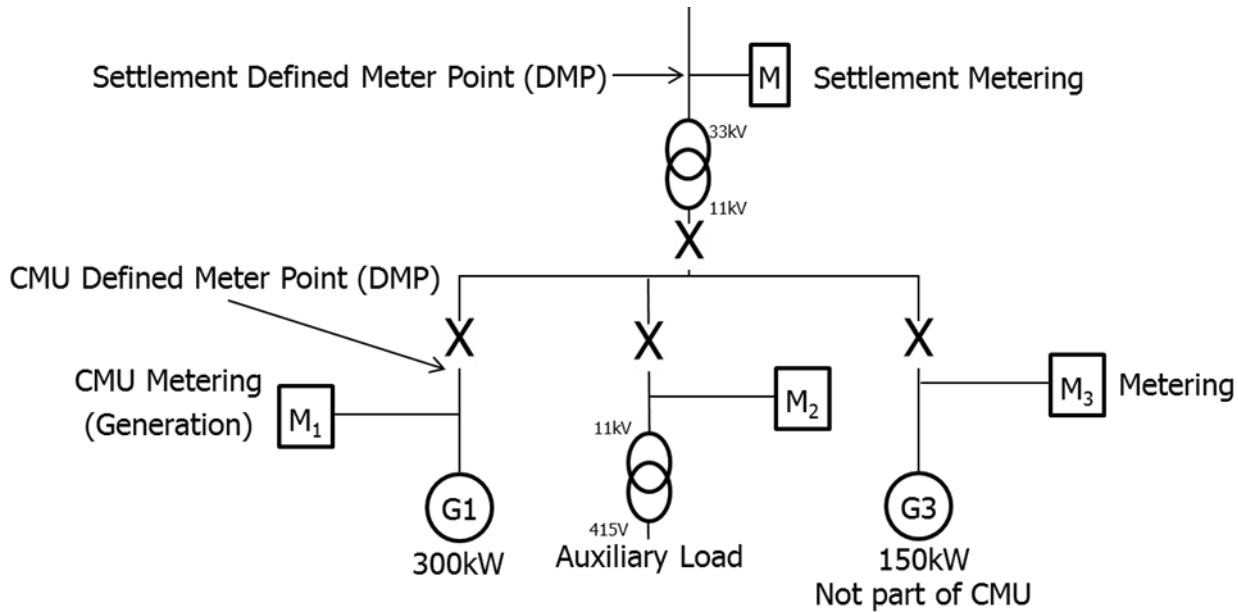 Settlement Defined Meter Point (DMP)
M
Settlement Metering
33kV
11kV
X
CMU Defined Meter Point (DMP)
X
X
X
CMU Metering
(Generation)
M₁
M₂
M₃
Metering
11kV
G1
G3
415V
300kW
Auxiliary Load
150kW
Not part of CMU